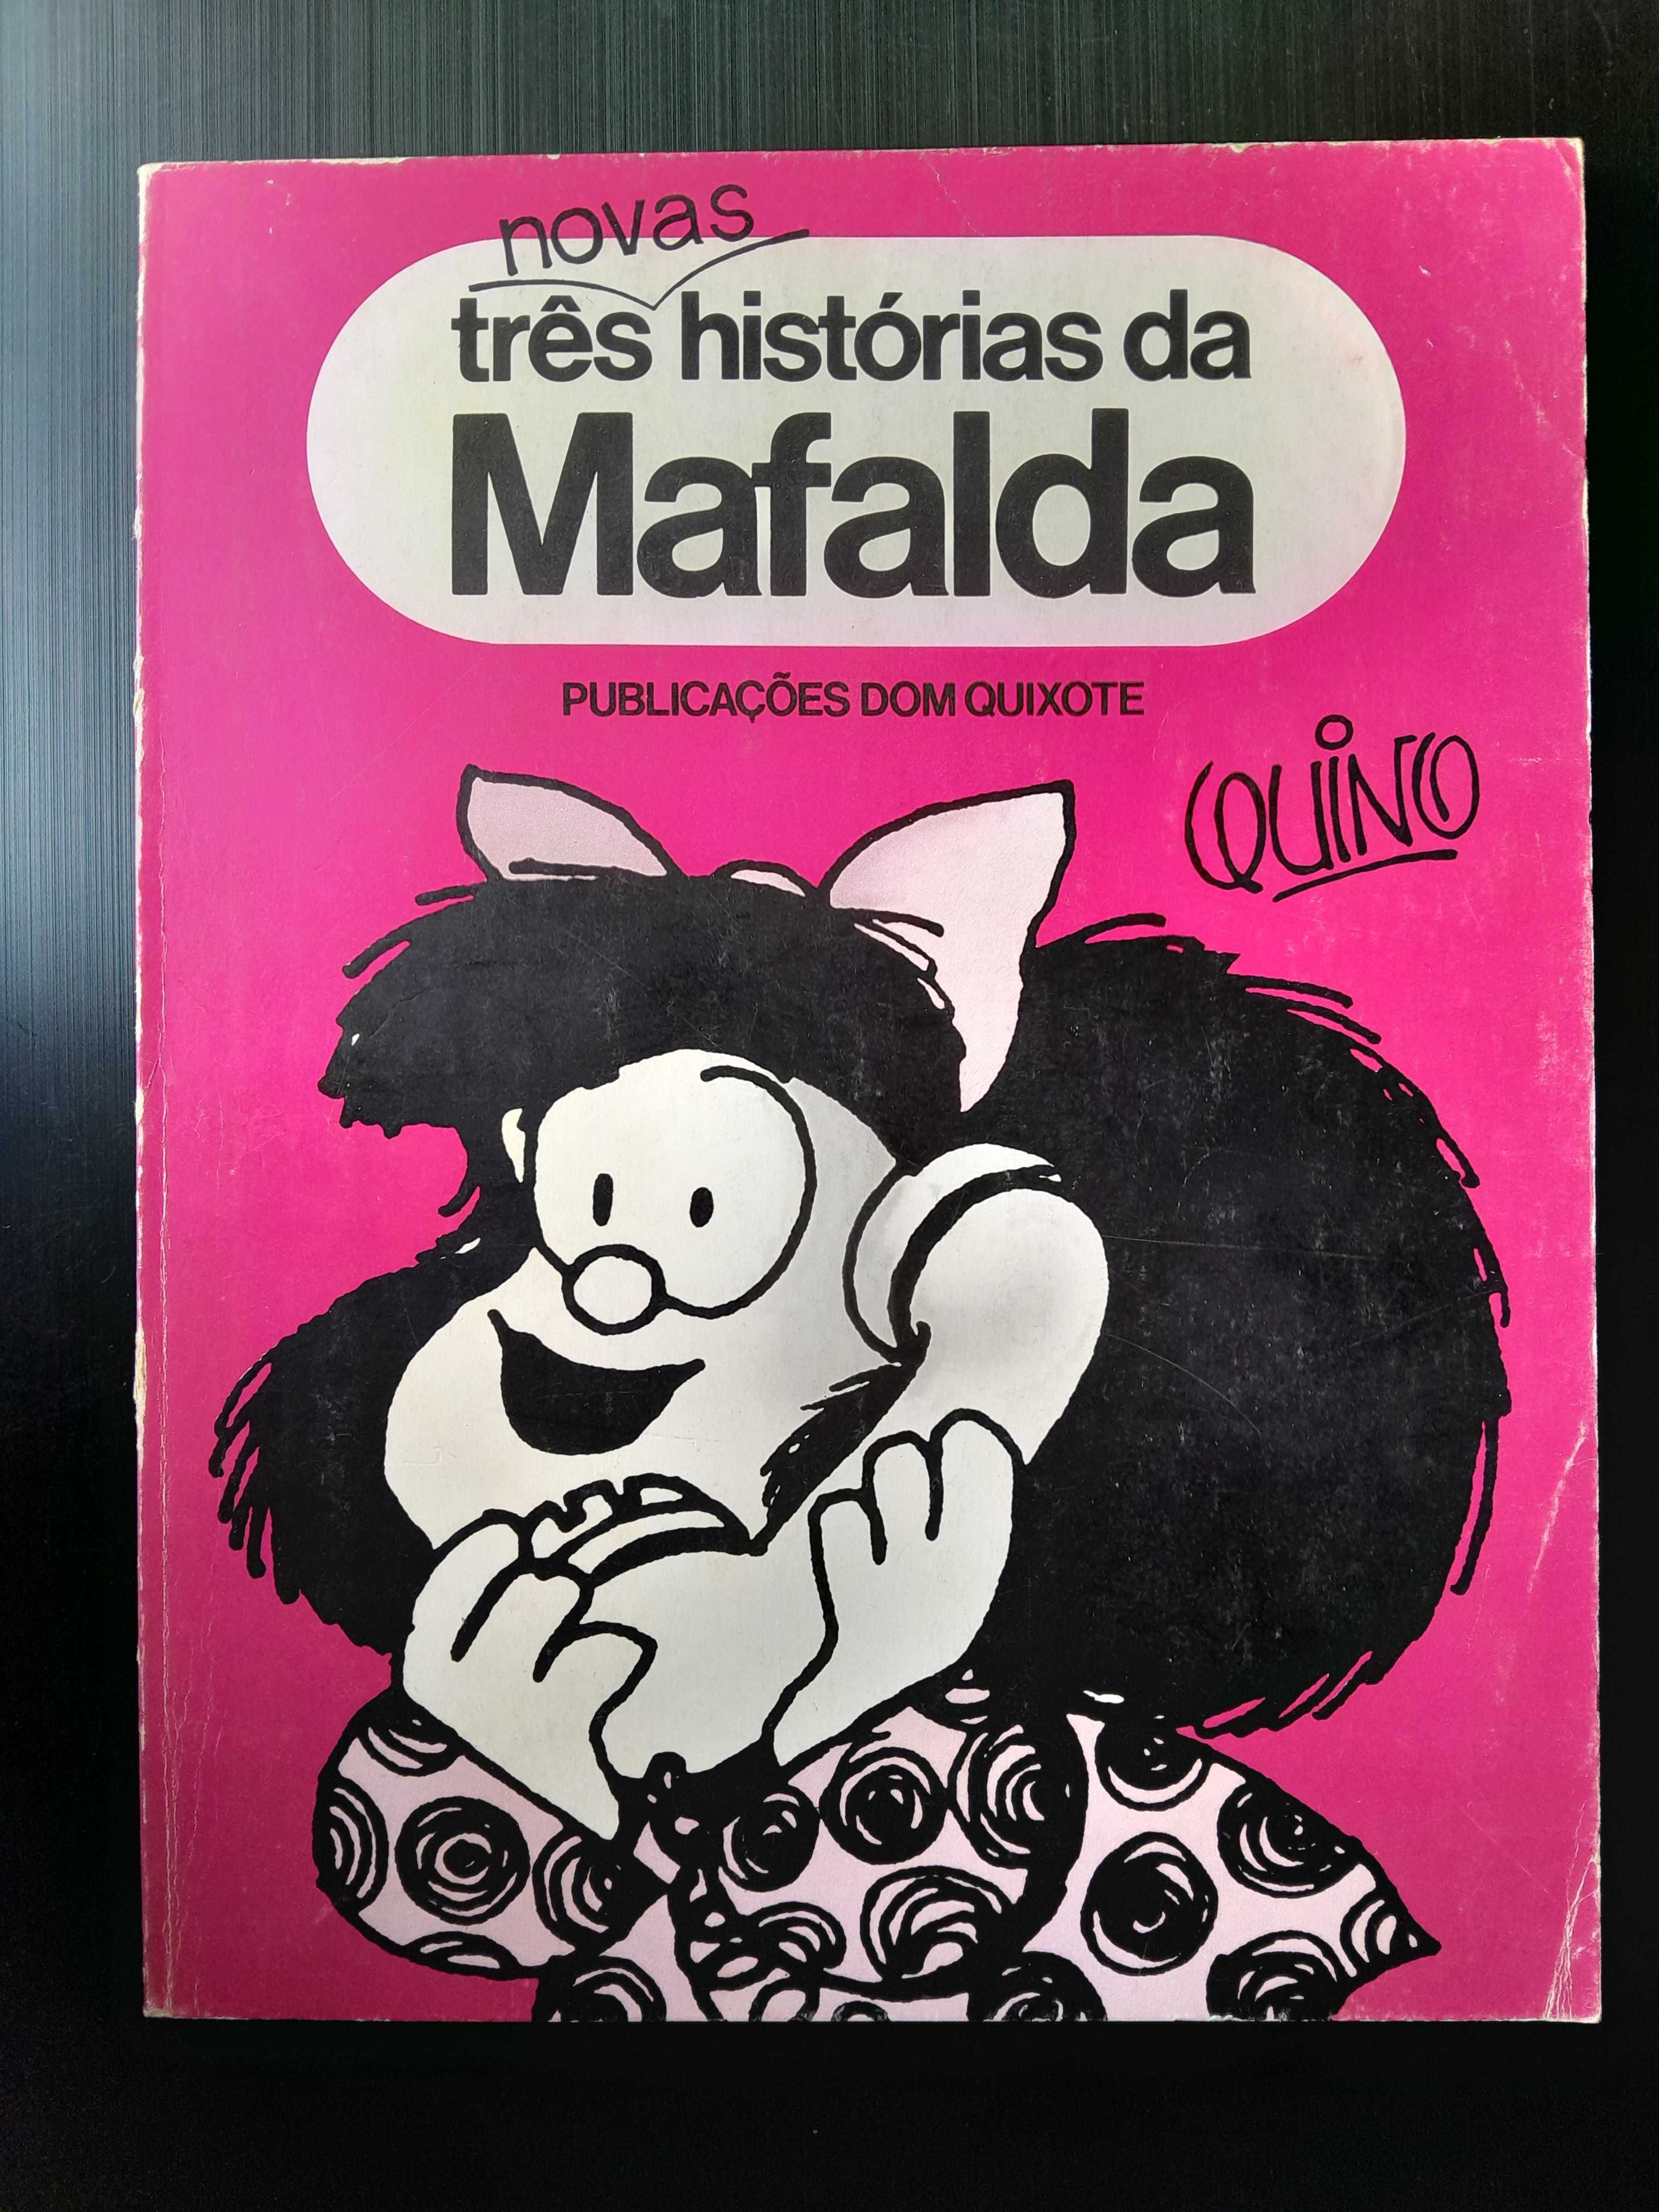 novas
três histórias da
Mafalda
PUBLICAÇÕES DOM QUIXOTE
QUINO